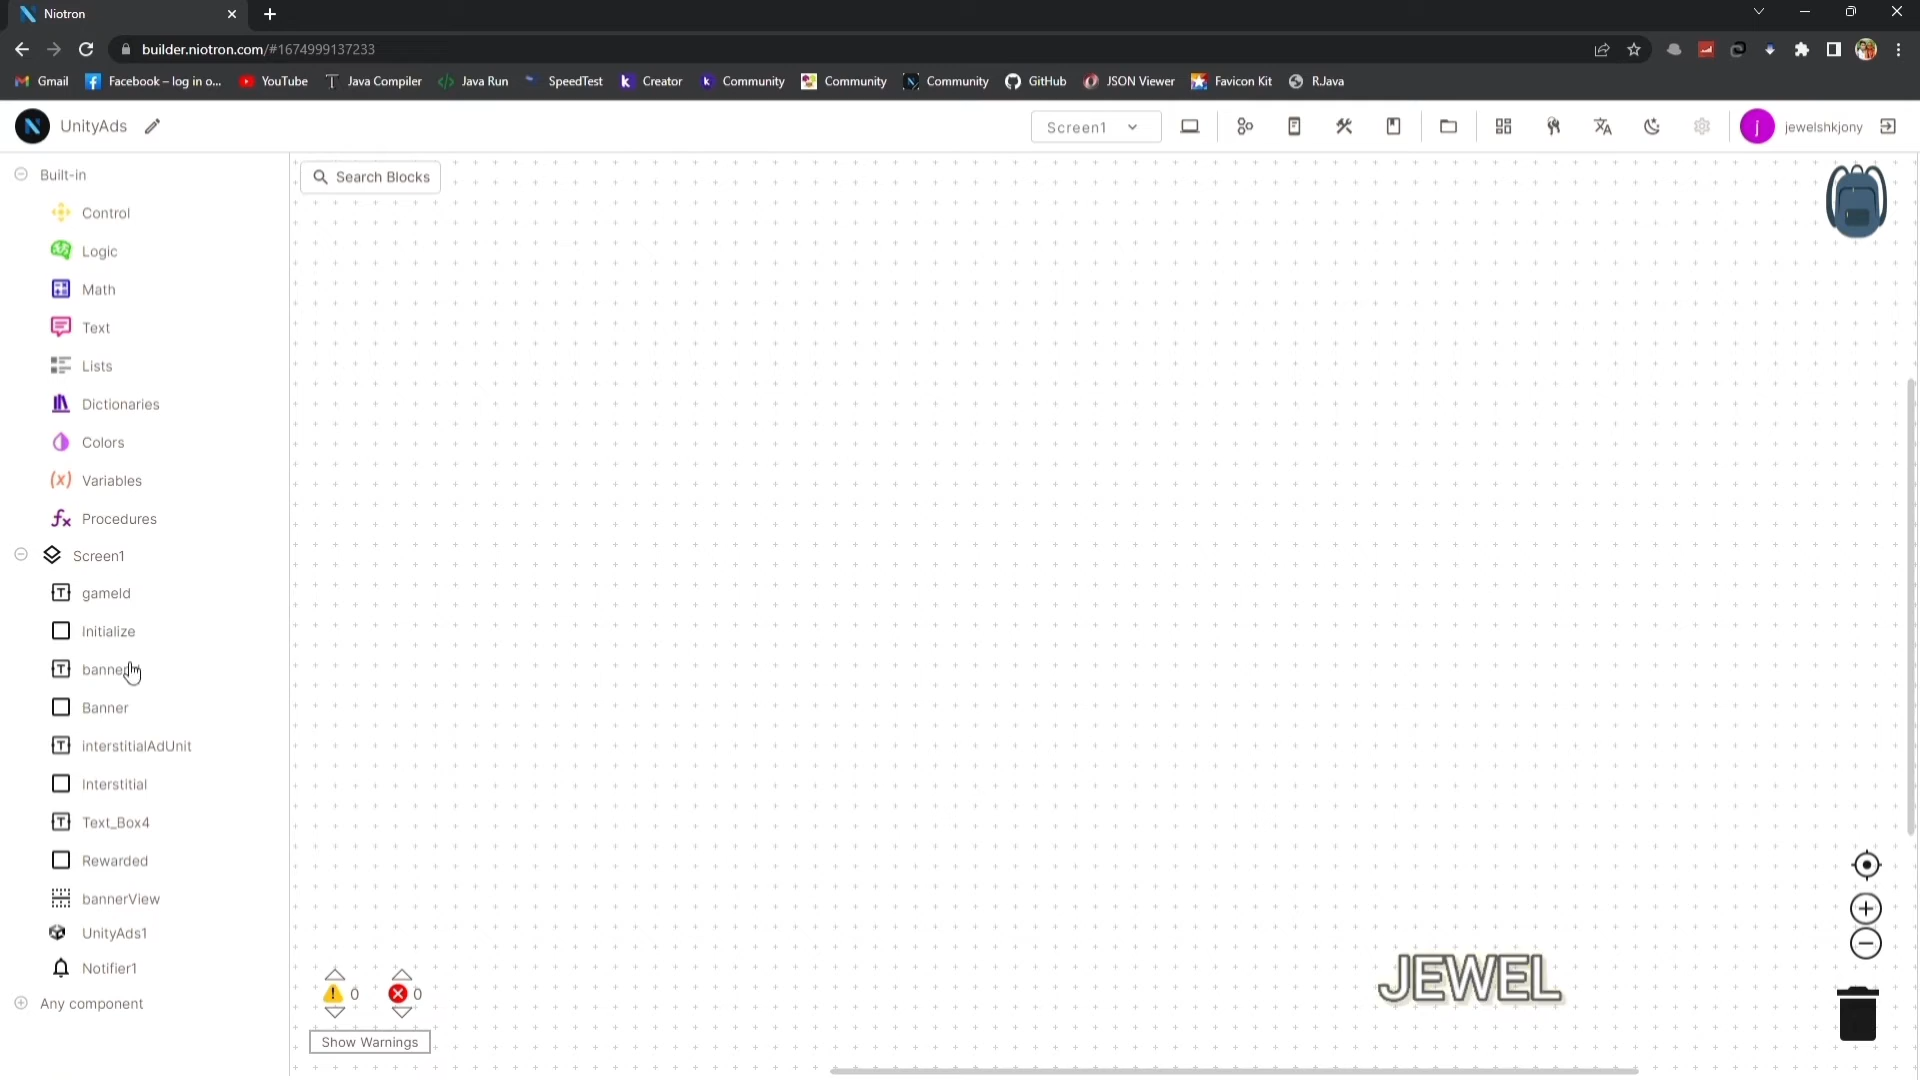 Niotron
builder.niotron.com/#1674999137233
Gmail
Facebook – log in o...
YouTube
Java Compiler
Java Run
SpeedTest
Creator
Community
Community
Community
GitHub
JSON Viewer
Favicon Kit
RJava
UnityAds
Screen1
j
jewelshkjony
Built-in
Search Blocks
Control
Logic
Math
Text
Lists
Dictionaries
Colors
Variables
Procedures
Screen1
gameId
Initialize
Banner
interstitialAdUnit
Interstitial
Text_Box4
Rewarded
bannerView
UnityAds1
Notifier1
Any component
0
0
Show Warnings
JEWEL